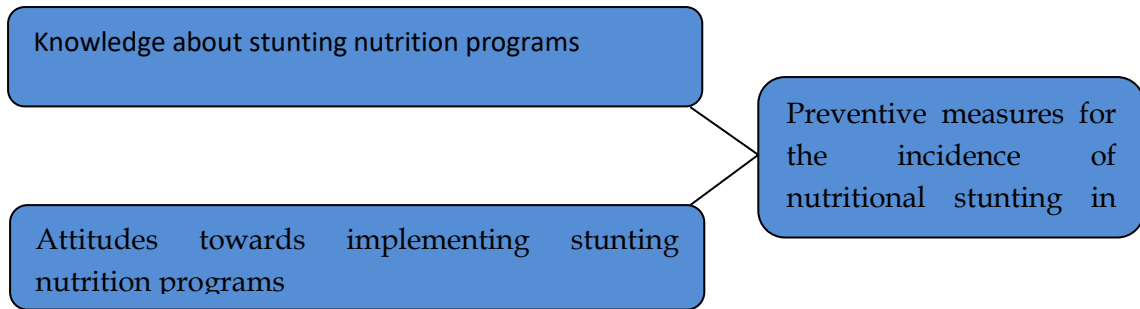 Knowledge about stunting nutrition programs
Preventive measures for
the incidence of
nutritional stunting in
Attitudes towards implementing stunting
nutrition programs